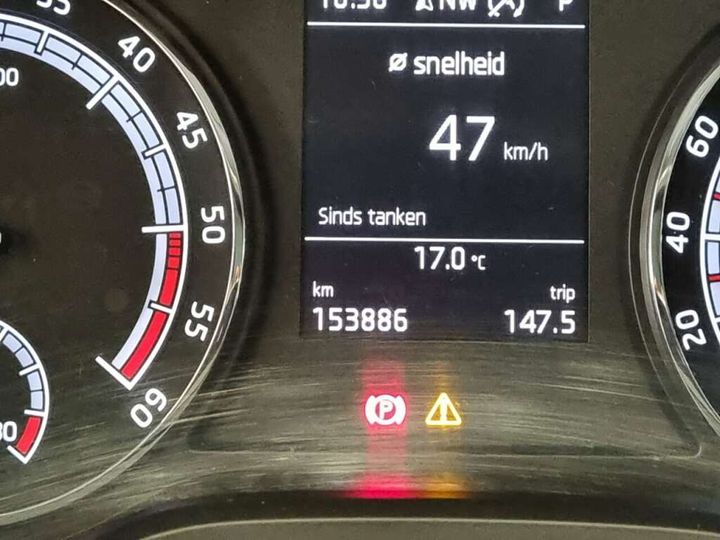 NW P
Ø snelheid
47 km/h
Sinds tanken
17.0 °C
km trip
153886 147.5
P
40
45
50
55
60
60
40
20